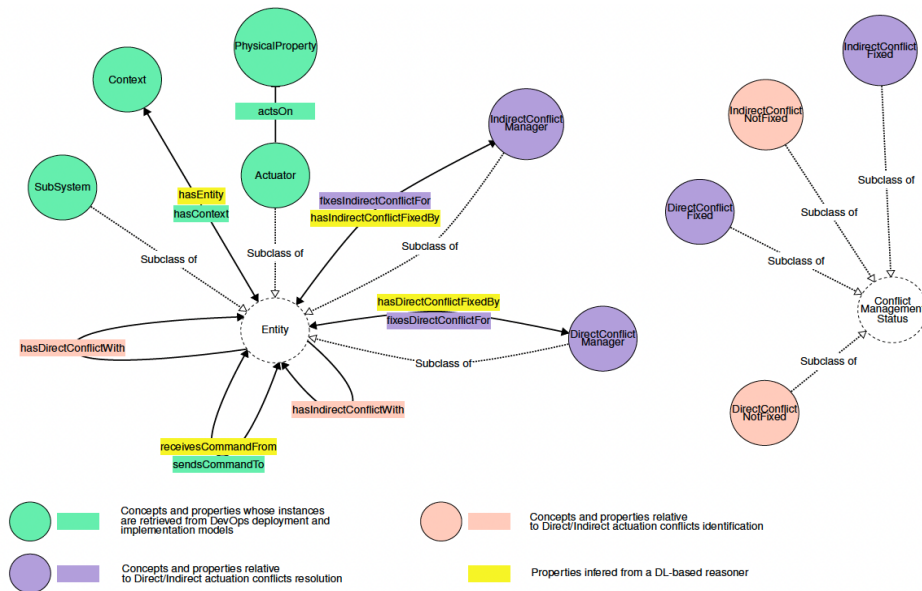 PhysicalProperty
IndirectConflict
Fixed
Context
actsOn
IndirectConflict
NotFixed
IndirectConflict
Manager
SubSystem
Actuator
hasEntity
hasContext
fixesIndirectConflictFor
hasIndirectConflictFixedBy
DirectConflict
Fixed
Subclass of
Subclass of
Subclass of
Subclass of
Subclass of
Subclass of
Entity
hasDirectConflictFixedBy
fixesDirectConflictFor
Conflict
Management
Status
hasDirectConflictWith
DirectConflict
Manager
Subclass of
Subclass of
hasIndirectConflictWith
DirectConflict
NotFixed
receivesCommandFrom
sendsCommandTo
Concepts and properties whose instances
are retrieved from DevOps deployment and
implementation models
Concepts and properties relative
to Direct/Indirect actuation conflicts identification
Concepts and properties relative
to Direct/Indirect actuation conflicts resolution
Properties infered from a DL-based reasoner